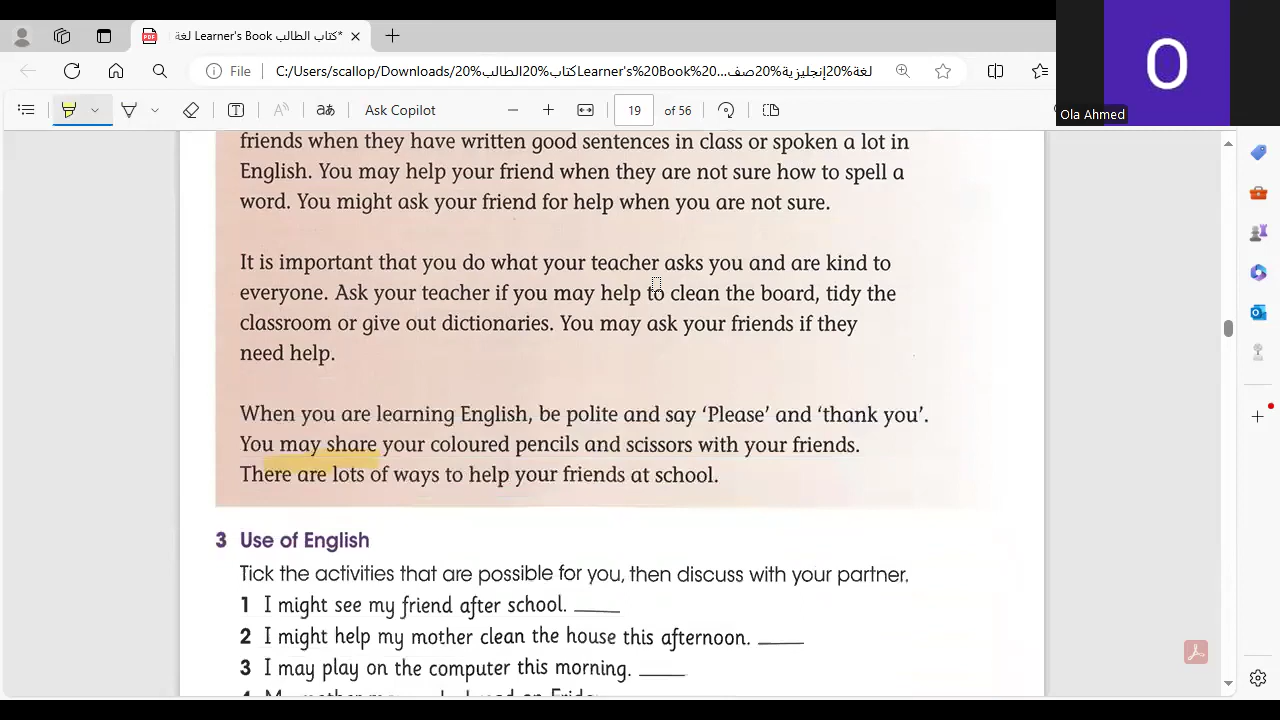 كتاب الطالب Learner's Book لغة*
File
C:/Users/scallop/Downloads/20%كتاب%20الطالبLearner's%20Book%20...لغة%20إنجليزية%20صف
O
Ola Ahmed
aあ
Ask Copilot
19 of 56
friends when they have written good sentences in class or spoken a lot in
English. You may help your friend when they are not sure how to spell a
word. You might ask your friend for help when you are not sure.
It is important that you do what your teacher asks you and are kind to
everyone. Ask your teacher if you may help to clean the board, tidy the
classroom or give out dictionaries. You may ask your friends if they
need help.
When you are learning English, be polite and say ‘Please’ and ‘thank you’.
You may share your coloured pencils and scissors with your friends.
There are lots of ways to help your friends at school.
3 Use of English
Tick the activities that are possible for you, then discuss with your partner.
1 I might see my friend after school. _____
2 I might help my mother clean the house this afternoon. _____
3 I may play on the computer this morning. _____